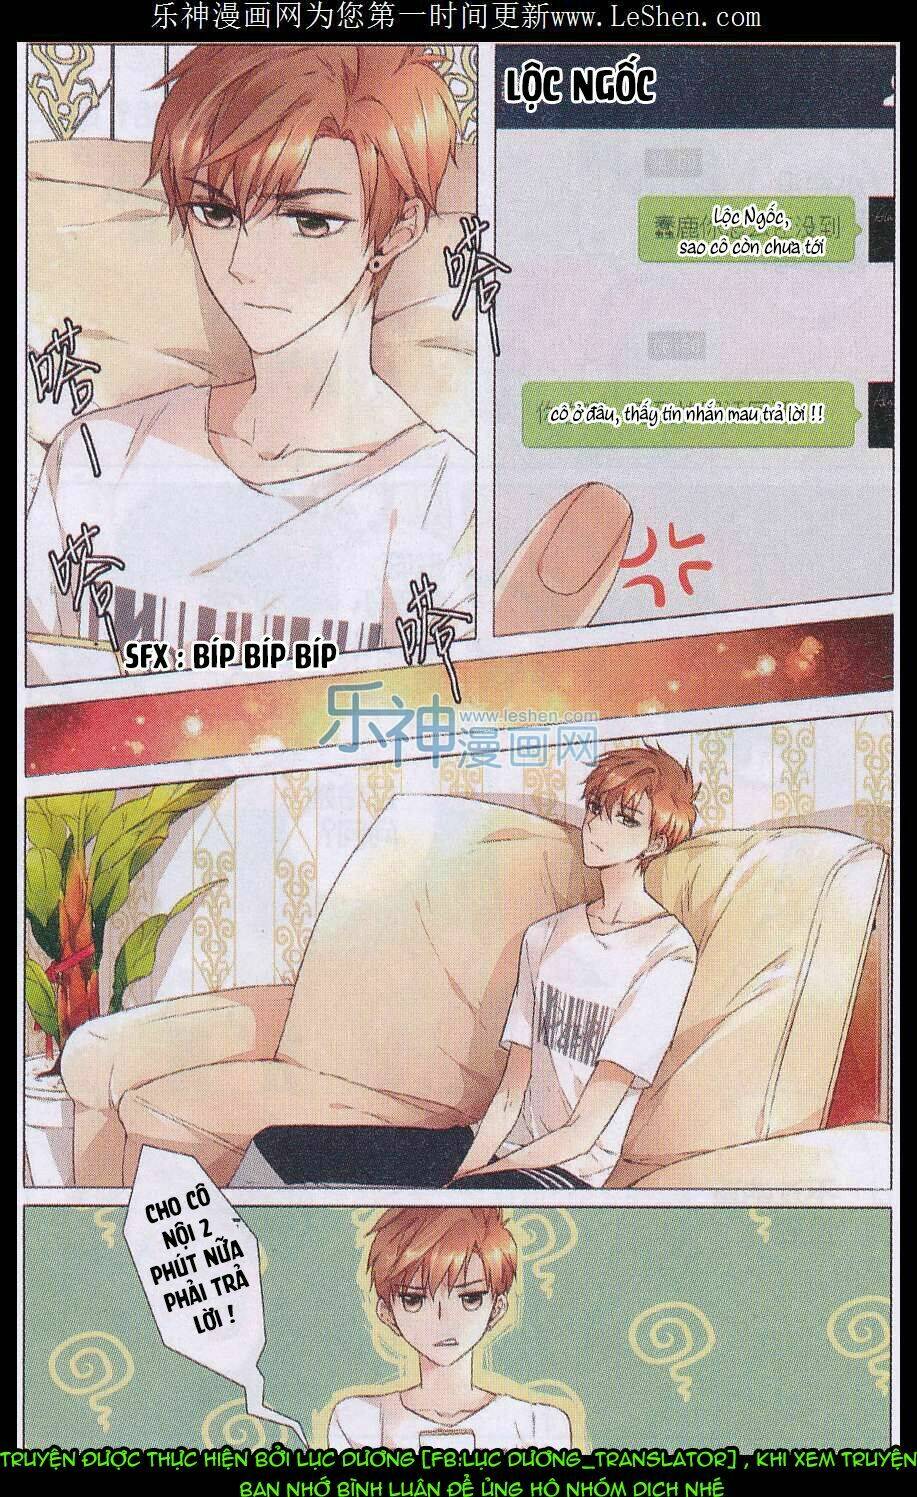 乐神漫画网为您第一时间更新www.LeShen.com
LỘC NGỐC
Lộc Ngốc,
sao cô còn chưa tới
cô ở đâu, thấy tin nhắn mau trả lời !!
嗒
嗒
嗒
嗒
SFX : BÍP BÍP BÍP
乐神漫画网
www.leshen.com
CHO CÔ
NỘI 2
PHÚT NỮA
PHẢI TRẢ
LỜI !
TRUYỆN ĐƯỢC THỰC HIỆN BỞI LỤC DƯƠNG [FB:LỤC DƯƠNG_TRANSLATOR] , KHI XEM TRUYỆN
BẠN NHỚ BÌNH LUẬN ĐỂ ỦNG HỘ NHÓM DỊCH NHÉ